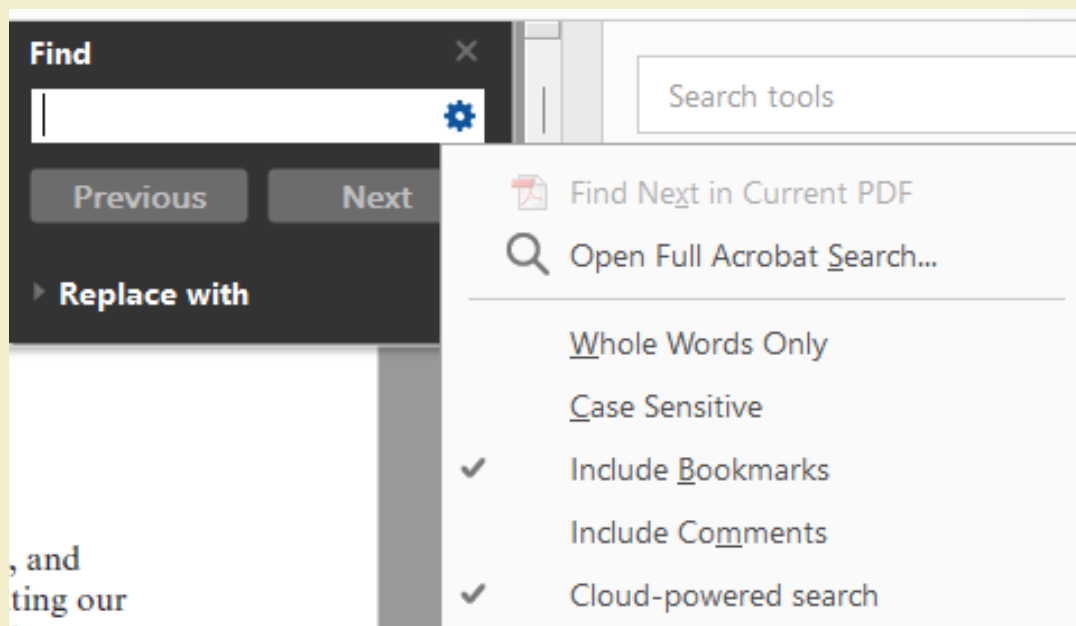 Find
Search tools
Previous
Next
Find Next in Current PDF
Open Full Acrobat Search...
Replace with
Whole Words Only
Case Sensitive
Include Bookmarks
Include Comments
Cloud-powered search
, and
ting our